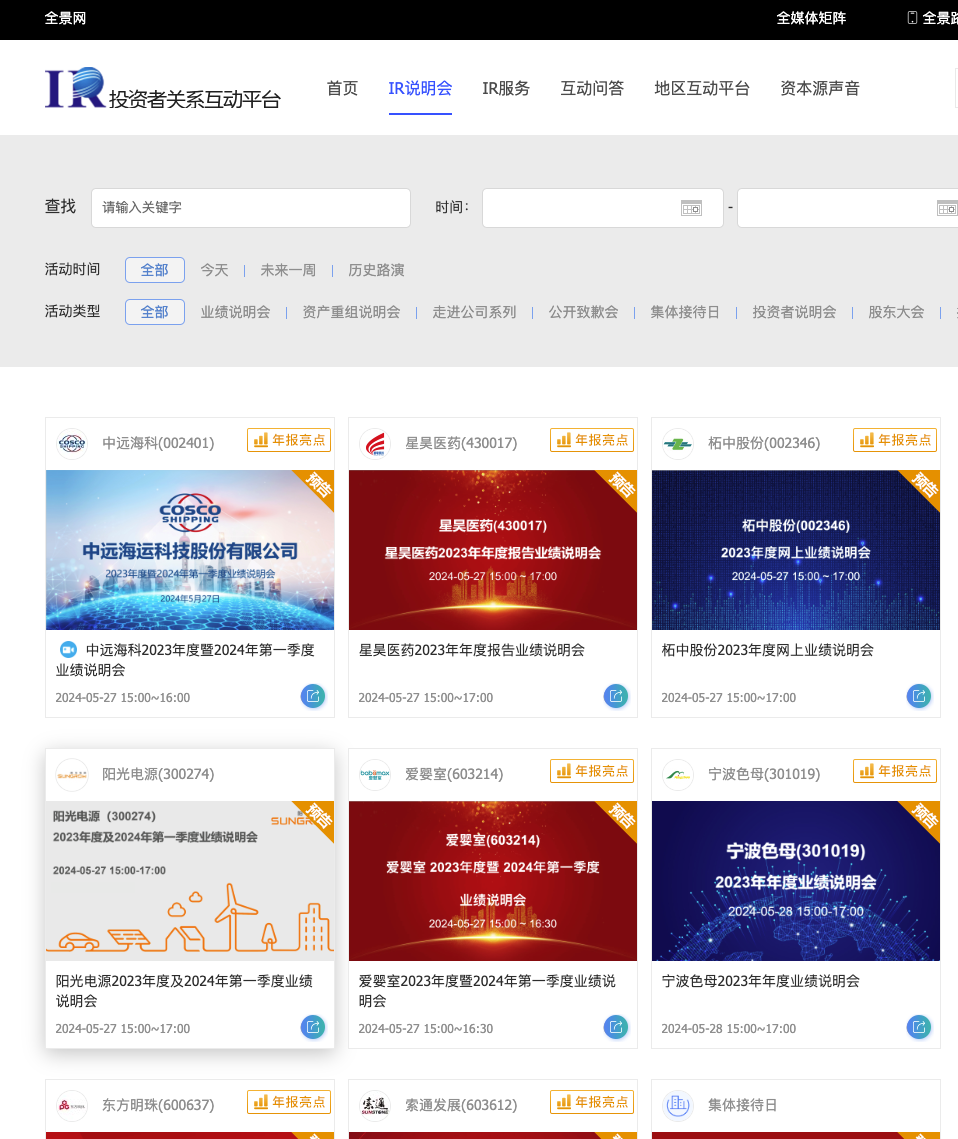 全景网
全媒体矩阵
全景路
IR投资者关系互动平台
首页
IR说明会
IR服务
互动问答
地区互动平台
资本源声音
查找
请输入关键字
时间：
-
活动时间
全部
今天
未来一周
历史路演
活动类型
全部
业绩说明会
资产重组说明会
走进公司系列
公开致歉会
集体接待日
投资者说明会
股东大会
中远海科(002401)
年报亮点
预告
COSCO
SHIPPING
中远海运科技股份有限公司
2023年度暨2024年第一季度业绩说明会
2024年5月27日
中远海科2023年度暨2024年第一季度
业绩说明会
2024-05-27 15:00~16:00
星昊医药(430017)
年报亮点
预告
星昊医药(430017)
星昊医药2023年年度报告业绩说明会
2024-05-27 15:00 ~ 17:00
星昊医药2023年年度报告业绩说明会
2024-05-27 15:00~17:00
柘中股份(002346)
年报亮点
预告
柘中股份(002346)
2023年度网上业绩说明会
2024-05-27 15:00 ~ 17:00
柘中股份2023年度网上业绩说明会
2024-05-27 15:00~17:00
阳光电源(300274)
预告
阳光电源（300274）
SUNGR
2023年度及2024年第一季度业绩说明会
2024-05-27 15:00-17:00
阳光电源2023年度及2024年第一季度业绩
说明会
2024-05-27 15:00~17:00
爱婴室(603214)
年报亮点
预告
爱婴室(603214)
爱婴室 2023年度暨 2024年第一季度
业绩说明会
2024-05-27 15:00 ~ 16:30
爱婴室2023年度暨2024年第一季度业绩说
明会
2024-05-27 15:00~16:30
宁波色母(301019)
年报亮点
预告
宁波色母(301019)
2023年年度业绩说明会
2024-05-28 15:00-17:00
宁波色母2023年年度业绩说明会
2024-05-28 15:00~17:00
东方明珠(600637)
年报亮点
索通发展(603612)
年报亮点
集体接待日